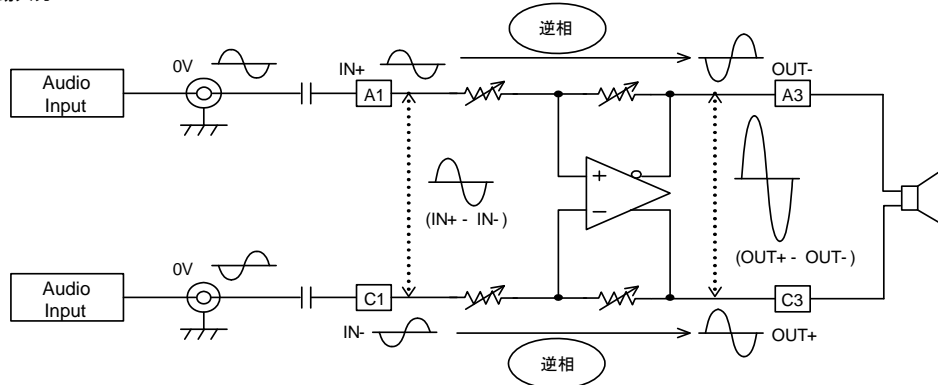 逆相
0V
IN+
OUT-
Audio
Input
A1
A3
+
(IN+ - IN-)
−
(OUT+ - OUT-)
0V
Audio
Input
C1
C3
IN-
OUT+
逆相